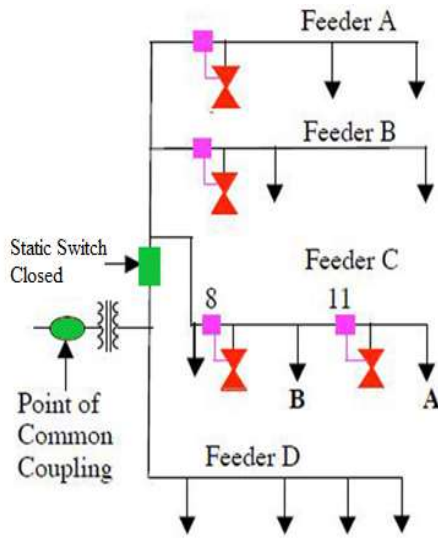 Feeder A
Feeder B
Static Switch
Closed
Feeder C
8
11
B
A
Point of
Common
Coupling
Feeder D